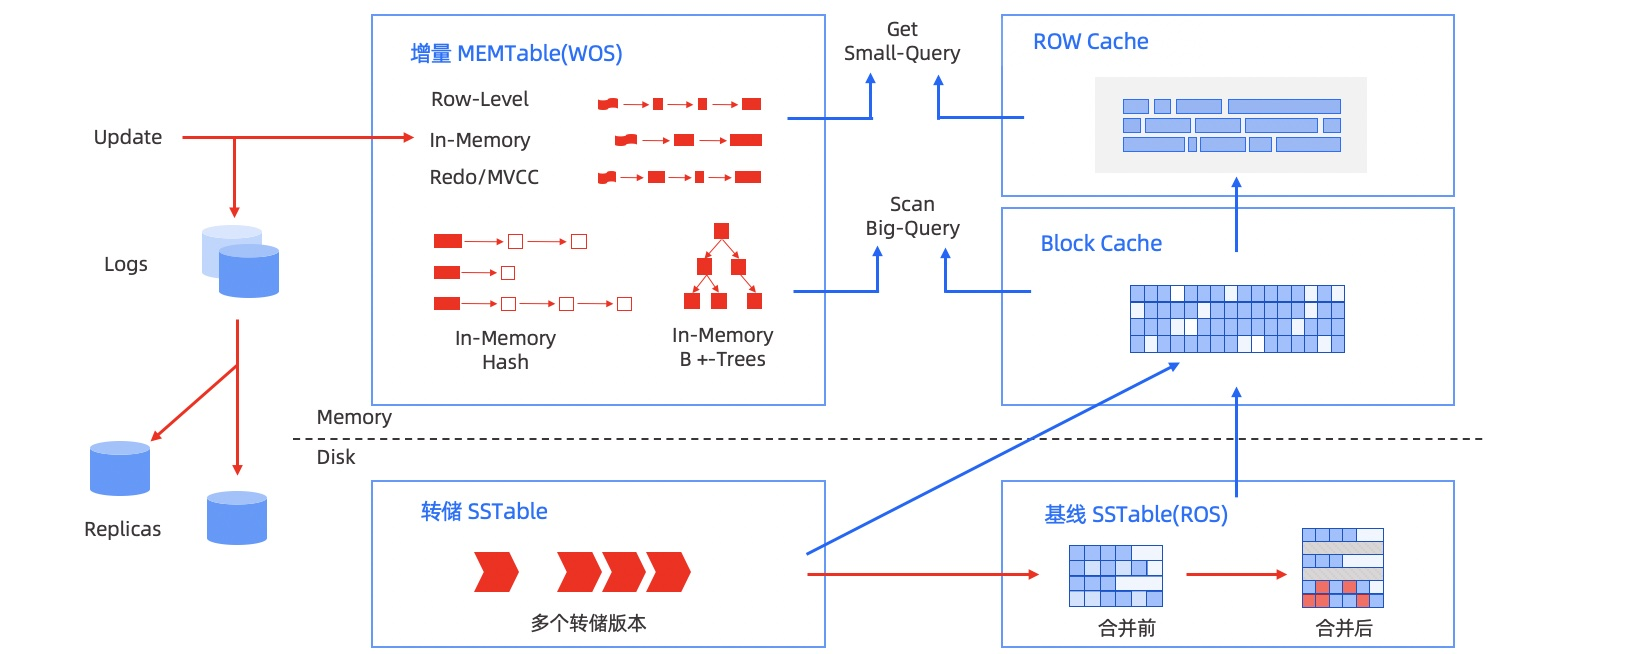 Update
Logs
Replicas
增量 MEMTable(WOS)
Row-Level
In-Memory
Redo/MVCC
In-Memory
Hash
In-Memory
B +-Trees
Get
Small-Query
Scan
Big-Query
ROW Cache
Block Cache
Memory
Disk
转储 SSTable
多个转储版本
基线 SSTable(ROS)
合并前
合并后